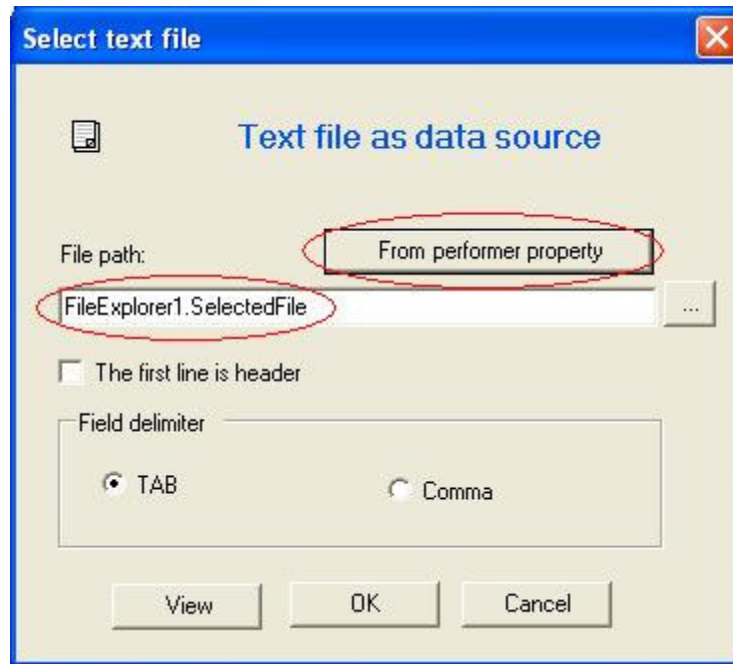 Select text file
Text file as data source
From performer property
File path:
FileExplorer1.SelectedFile
...
The first line is header
Field delimiter
TAB
Comma
View
OK
Cancel